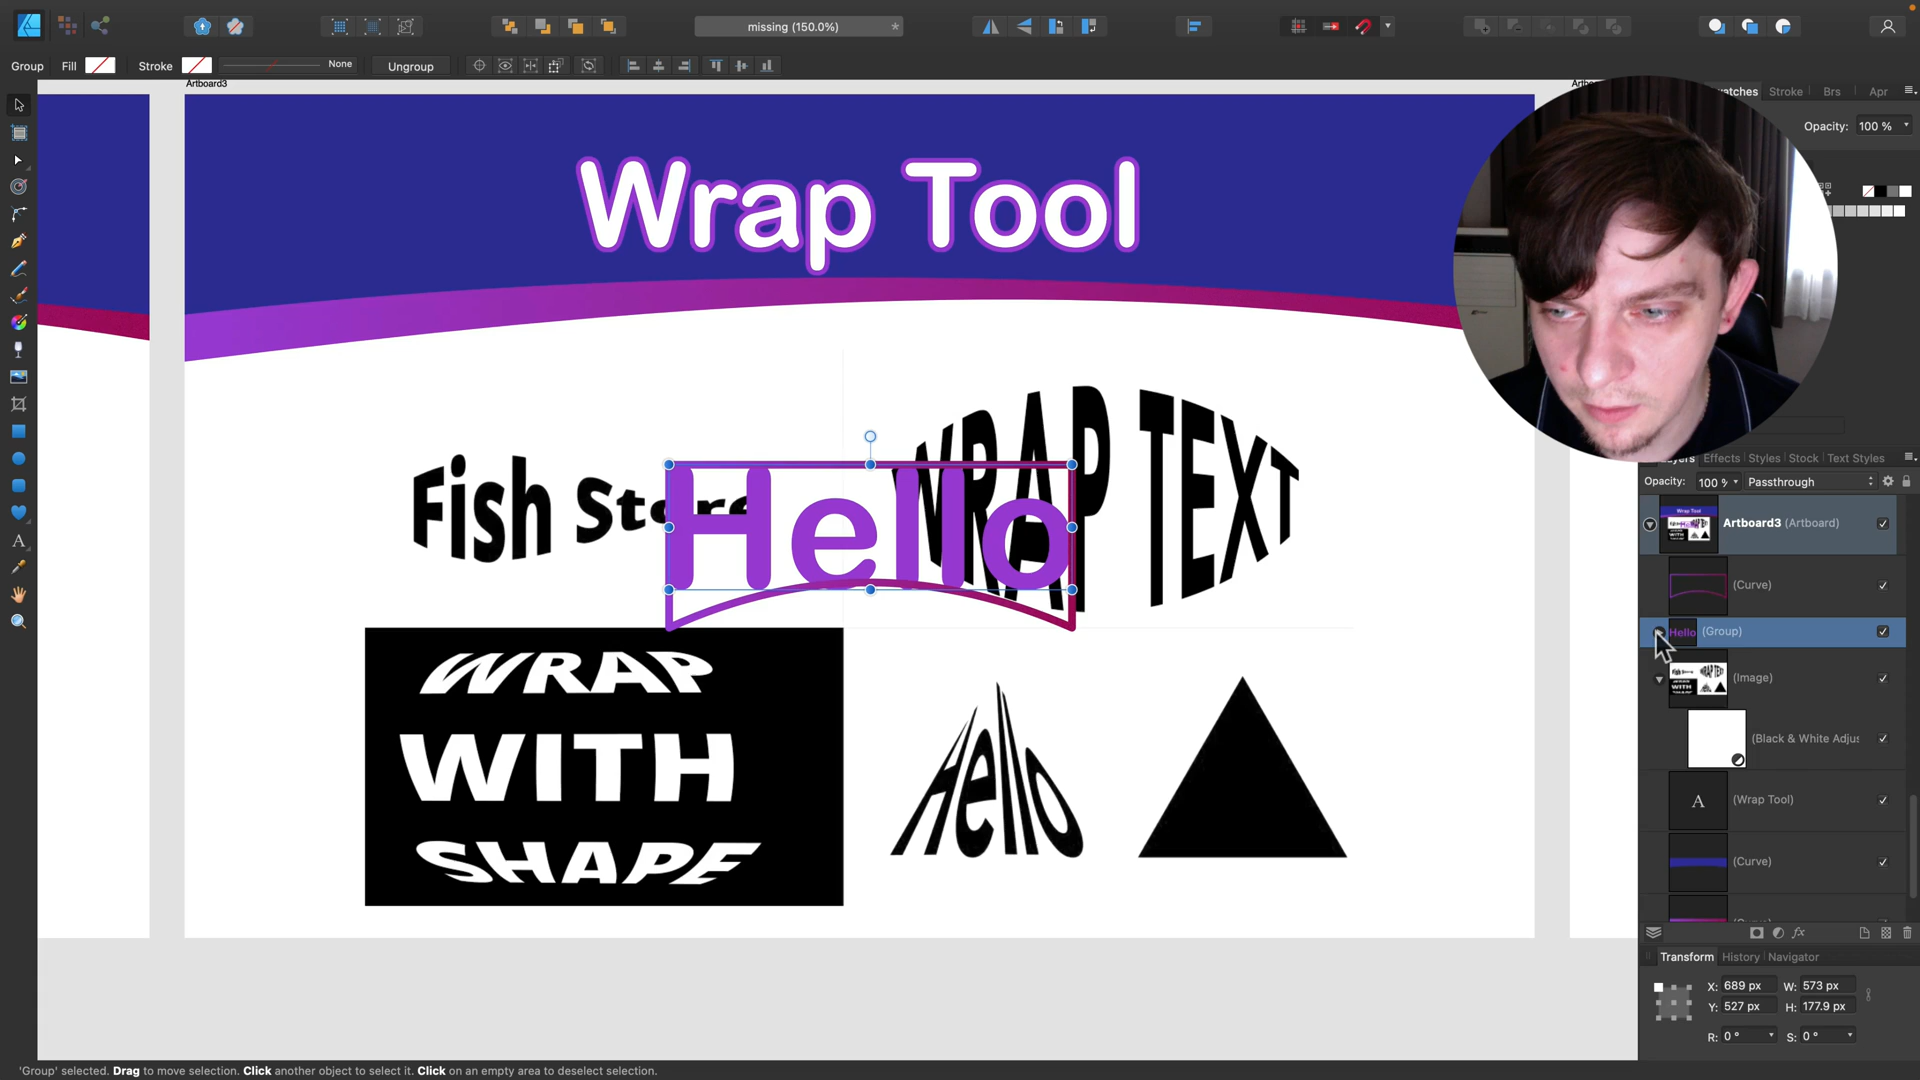 missing (150.0%)
*
Group
Fill
Stroke
None
Ungroup
Artboard3
Stroke
Brs
Apr
Opacity:
100 %
Wrap Tool
Fish Store
WRAP TEXT
Hello
WRAP
WITH
SHAPE
Hello
Effects
Styles
Stock
Text Styles
Opacity: 100 %
Passthrough
Artboard3 (Artboard)
(Curve)
Hello
(Group)
(Image)
(Black & White Adjus
A
(Wrap Tool)
(Curve)
Transform
History
Navigator
X: 689 px
W: 573 px
Y: 527 px
H: 177.9 px
R: 0 °
S: 0 °
'Group' selected. Drag to move selection. Click another object to select it. Click on an empty area to deselect selection.